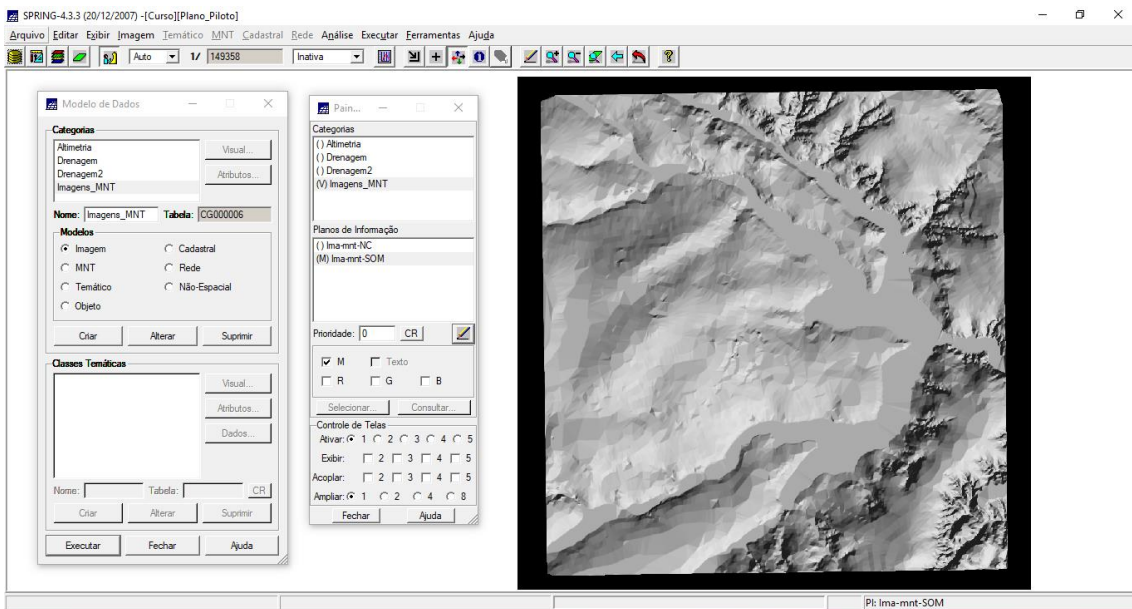 SPRING-4.3.3 (20/12/2007) -[Curso][Plano_Piloto]
Arquivo Editar Exibir Imagem Temático MNT Cadastral Rede Análise Executar Ferramentas Ajuda
Auto 1/ 149358 Inativa
Modelo de Dados
Categorias
Altimetria
Drenagem
Drenagem2
Imagens_MNT
Visual...
Atributos...
Nome: Imagens_MNT Tabela: CG000006
Modelos
Imagem Cadastral
MNT Rede
Temático Não-Espacial
Objeto
Criar Alterar Suprimir
Classes Temáticas
Visual...
Atributos...
Dados...
Nome: Tabela: CR
Criar Alterar Suprimir
Executar Fechar Ajuda
Pain...
Categorias
( ) Altimetria
( ) Drenagem
( ) Drenagem2
(V) Imagens_MNT
Planos de Informação
( ) Ima-mnt-NC
(M) Ima-mnt-SOM
Prioridade: 0 CR
M Texto
R G B
Selecionar... Consultar...
Controle de Telas
Ativar: 1 2 3 4 5
Exibir: 2 3 4 5
Acoplar: 2 3 4 5
Ampliar: 1 2 4 8
Fechar Ajuda
PI: Ima-mnt-SOM